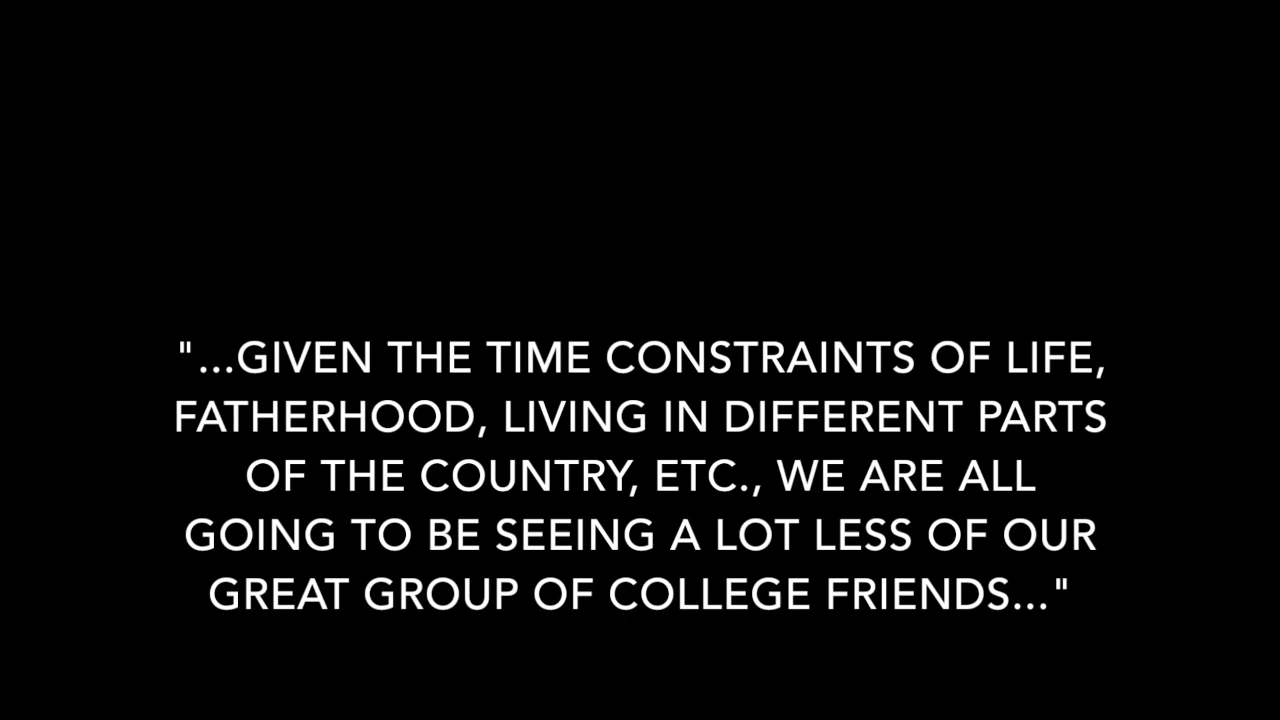 "...GIVEN THE TIME CONSTRAINTS OF LIFE,
FATHERHOOD, LIVING IN DIFFERENT PARTS
OF THE COUNTRY, ETC., WE ARE ALL
GOING TO BE SEEING A LOT LESS OF OUR
GREAT GROUP OF COLLEGE FRIENDS..."